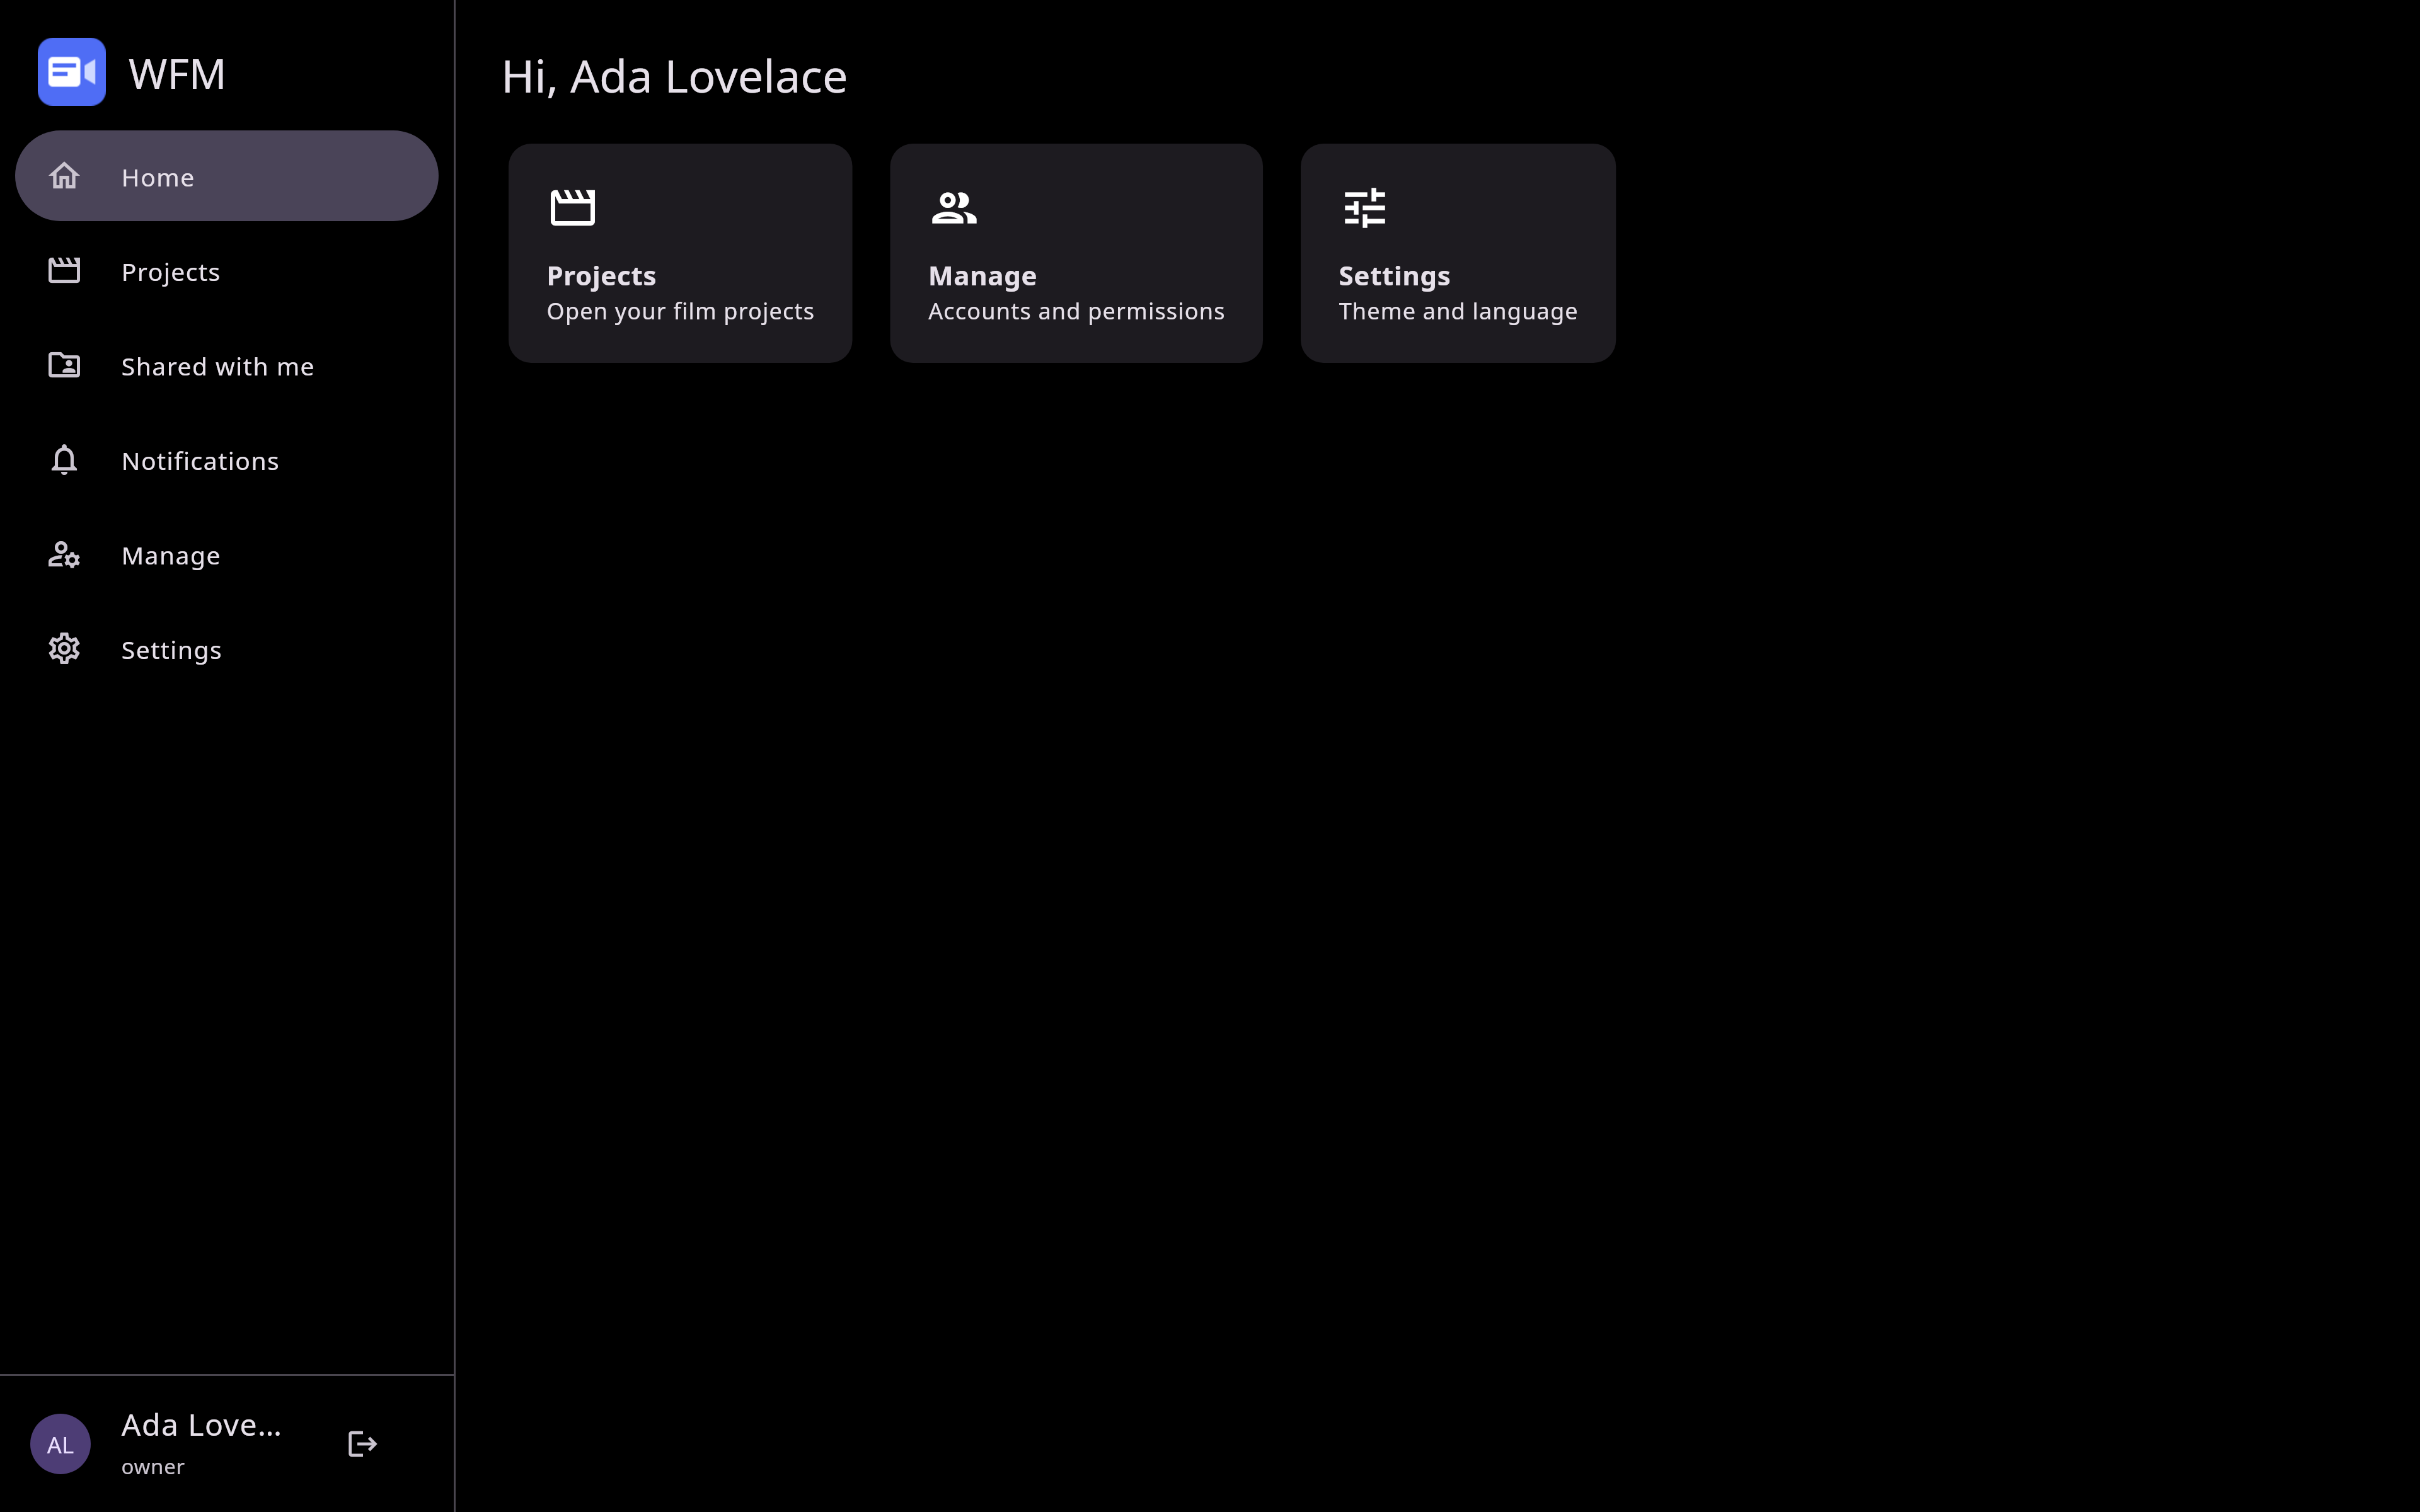 WFM
Home
Projects
Shared with me
Notifications
Manage
Settings
Ada Love...
owner
AL
Hi, Ada Lovelace
Projects
Open your film projects
Manage
Accounts and permissions
Settings
Theme and language